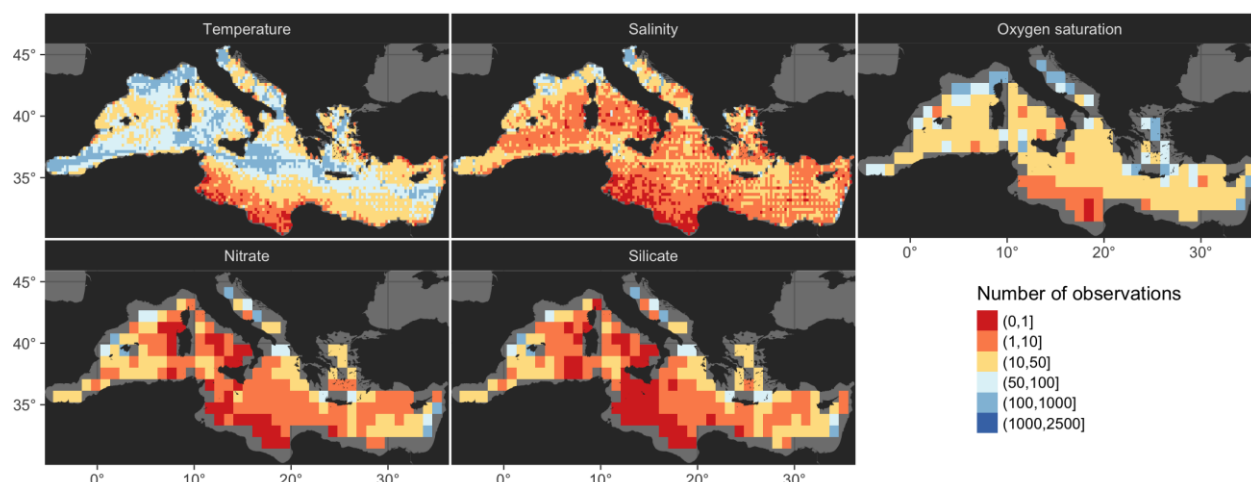 Temperature
Salinity
Oxygen saturation
45°
40°
35°
0° 10° 20° 30°
Nitrate
Silicate
45°
40°
35°
0° 10° 20° 30°
0° 10° 20° 30°
Number of observations
(0,1]
(1,10]
(10,50]
(50,100]
(100,1000]
(1000,2500]